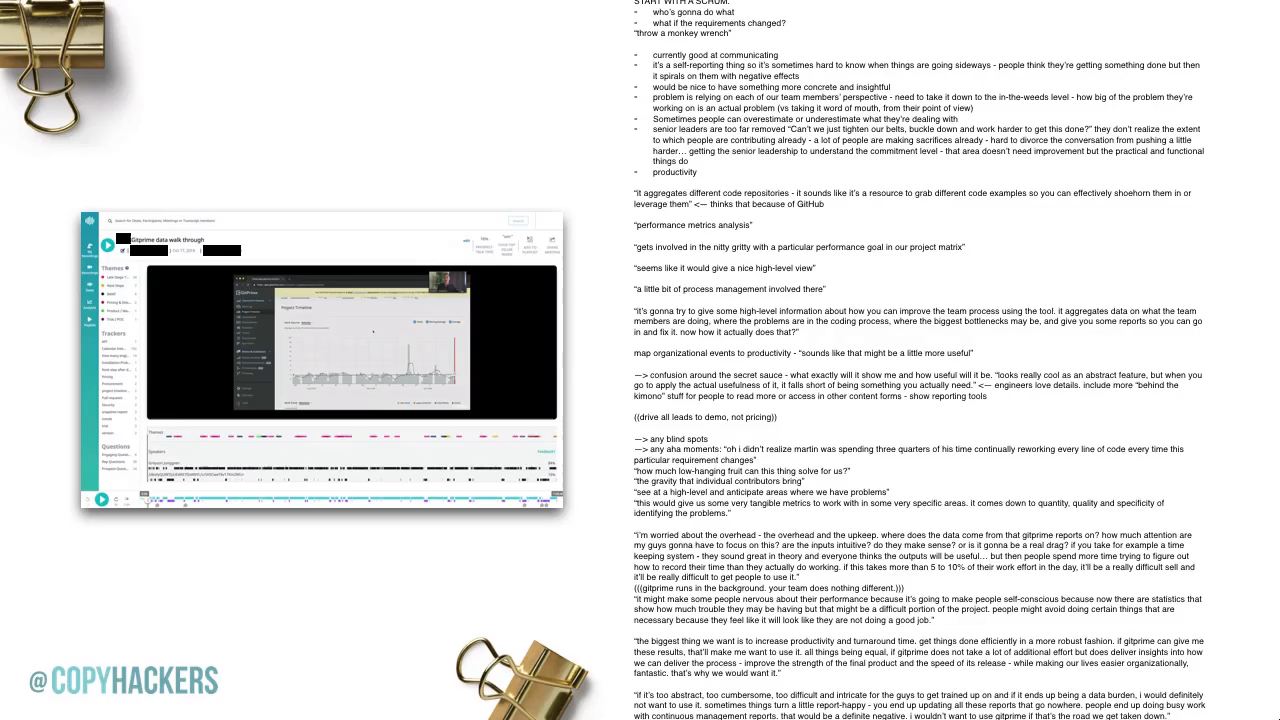 START WITH A SCRUM.
- who's gonna do what
- what if the requirements changed?
“throw a monkey wrench”
- currently good at communicating
- it's a self-reporting thing so it's sometimes hard to know when things are going sideways - people think they're getting something done but then
it spirals on them with negative effects
- would be nice to have something more concrete and insightful
- problem is relying on each of our team members' perspective - need to take it down to the in-the-weeds level - how big of the problem they're
working on is an actual problem (vs taking it word of mouth, from their point of view)
- Sometimes people can overestimate or underestimate what they're dealing with
- senior leaders are too far removed “Can't we just tighten our belts, buckle down and work harder to get this done?” they don't realize the extent
to which people are contributing already - a lot of people are making sacrifices already - hard to divorce the conversation from pushing a little
harder… getting the senior leadership to understand the commitment level - that area doesn't need improvement but the practical and functional
things do
- productivity
“it aggregates different code repositories - it sounds like it's a resource to grab different code examples so you can effectively shoehorn them in or
leverage them” <— thinks that because of GitHub
“performance metrics analysis”
“gets involved in the nitty gritty with a particular performance goal in our project matrix”
“seems like it would give a nice high-level view”
“a little bit of process management involved there”
“it's gonna try to give some high-level information about how you can improve the tech process using the tool. it aggregates data on what the team
members are doing, where the problems are in the coding process, where the biggest bottlenecks may be, and give you some reports so you can go
in and fix it. now how it actually does that?”
map organization events to productivity - “sounds like that might be a little more useful”
—> confusion around the secret sauce - what exactly will it show me and how useful will it be. “looks really cool as an abstract feature, but when you
go to apply the actual usefulness of it, it falls short of being something you actually need.” <— engineers love details. include more “behind the
kimono” stuff for people to read more or access in other content forms - show reporting tools
((drive all leads to demo, not pricing))
—> any blind spots
—> any aha moments: “oh i didn't realize martin was spending three quarters of his time continually reworking every line of code every time this
particular requirement changes”
“how much low-hanging fruit can this thing solve for us?”
“the gravity that individual contributors bring”
“see at a high-level and anticipate areas where we have problems”
“this would give us some very tangible metrics to work with in some very specific areas. it comes down to quantity, quality and specificity of
identifying the problems.”
“i'm worried about the overhead - the overhead and the upkeep. where does the data come from that gitprime reports on? how much attention are
my guys gonna have to focus on this? are the inputs intuitive? do they make sense? or is it gonna be a real drag? if you take for example a time
keeping system - they sound great in theory and everyone thinks the outputs will be useful… but then people spend more time trying to figure out
how to record their time than they actually do working. if this takes more than 5 to 10% of their work effort in the day, it'll be a really difficult sell and
it'll be really difficult to get people to use it.”
(((gitprime runs in the background. your team does nothing different.)))
“it might make some people nervous about their performance because it's going to make people self-conscious because now there are statistics that
show how much trouble they may be having but that might be a difficult portion of the project. people might avoid doing certain things that are
necessary because they feel like it will look like they are not doing a good job.”
“the biggest thing we want is to increase productivity and turnaround time. get things done efficiently in a more robust fashion. if gitprime can give me
these results, that'll make me want to use it. all things being equal, if gitprime does not take a lot of additional effort but does deliver insights into how
we can deliver the process - improve the strength of the final product and the speed of its release - while making our lives easier organizationally,
fantastic. that's why we would want it.”
“if it's too abstract, too cumbersome, too difficult and intricate for the guys to get trained up on and if it ends up being a data burden, i would definitely
not want to use it. sometimes things turn a little report-happy - you end up updating all these reports that go nowhere. people end up doing busy work
with continuous management reports. that would be a definite negative. i wouldn't want to use gitprime if that's the road we get taken down.”
Gitprime data walk through
Oct 17, 2018
Themes
Trackers
Pricing
Procurement
Security
Questions
Project Timeline
Themes
Speakers
@COPYHACKERS